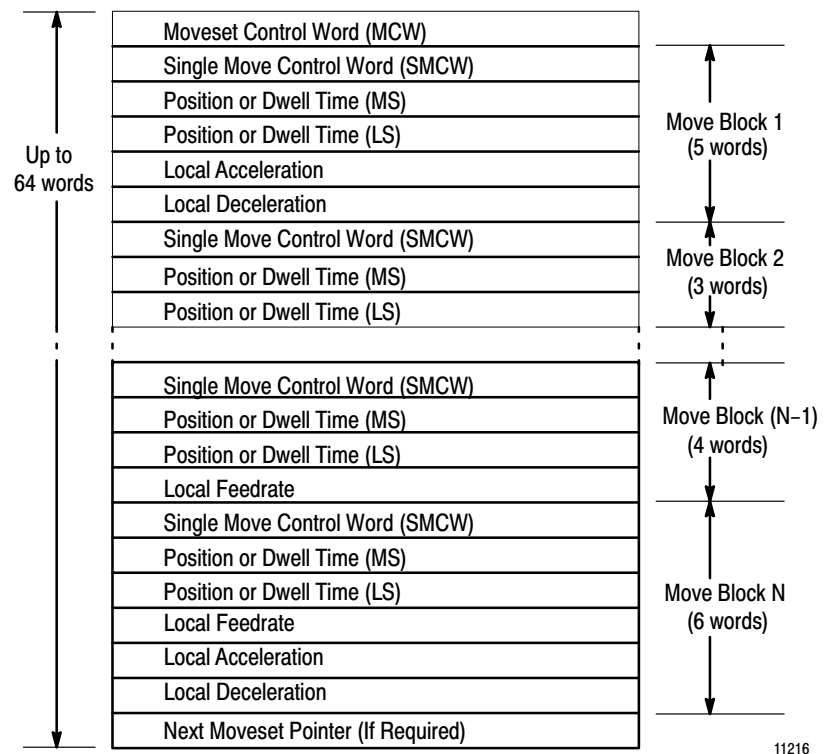 Moveset Control Word (MCW)
Single Move Control Word (SMCW)
Position or Dwell Time (MS)
Position or Dwell Time (LS)
Local Acceleration
Local Deceleration
Single Move Control Word (SMCW)
Position or Dwell Time (MS)
Position or Dwell Time (LS)
Single Move Control Word (SMCW)
Position or Dwell Time (MS)
Position or Dwell Time (LS)
Local Feedrate
Single Move Control Word (SMCW)
Position or Dwell Time (MS)
Position or Dwell Time (LS)
Local Feedrate
Local Acceleration
Local Deceleration
Next Moveset Pointer (If Required)
Up to
64 words
Move Block 1
(5 words)
Move Block 2
(3 words)
Move Block (N–1)
(4 words)
Move Block N
(6 words)
11216